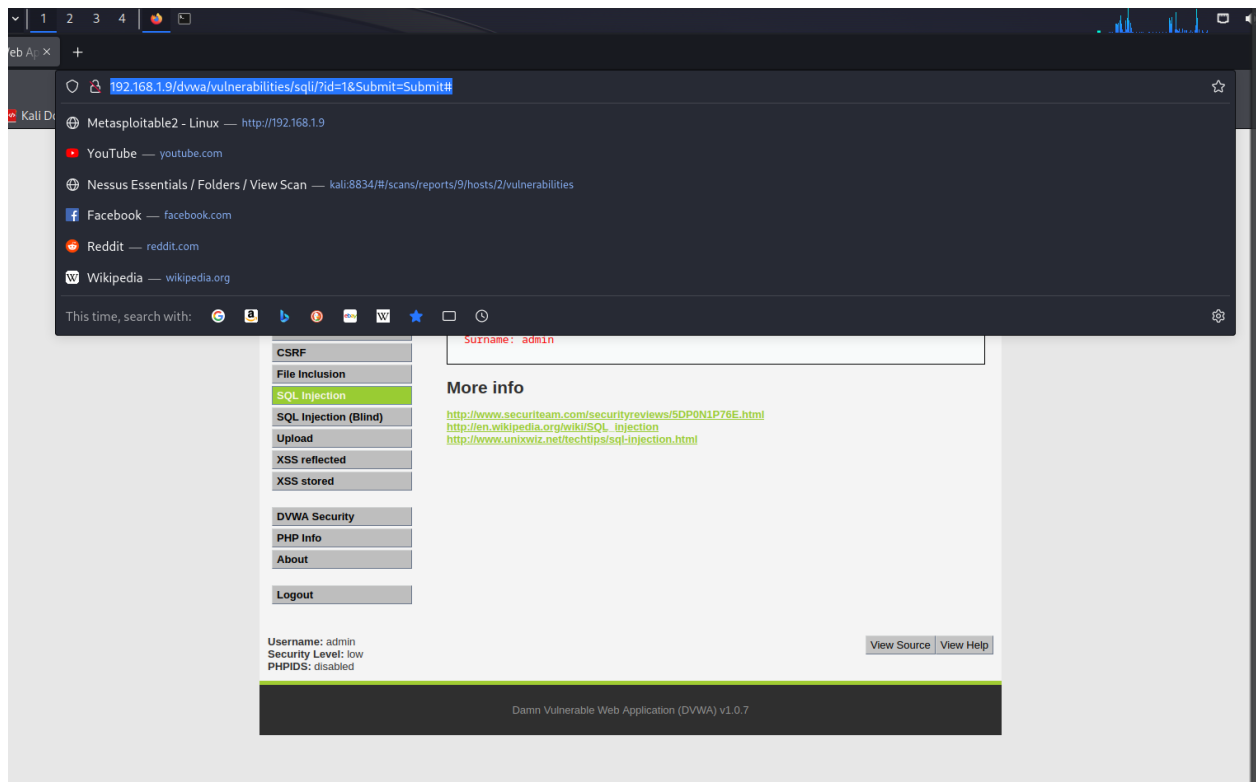 1 2 3 4
Web Ap
192.168.1.9/dvwa/vulnerabilities/sqli/?id=1&Submit=Submit#
Kali Do
Metasploitable2 - Linux — http://192.168.1.9
YouTube — youtube.com
Nessus Essentials / Folders / View Scan — kali:8834/#/scans/reports/9/hosts/2/vulnerabilities
Facebook — facebook.com
Reddit — reddit.com
Wikipedia — wikipedia.org
This time, search with:
Surname: admin
CSRF
File Inclusion
SQL Injection
SQL Injection (Blind)
Upload
XSS reflected
XSS stored
DVWA Security
PHP Info
About
Logout
More info
http://www.securiteam.com/securityreviews/5DP0N1P76E.html
http://en.wikipedia.org/wiki/SQL_injection
http://www.unixwiz.net/techtips/sql-injection.html
Username: admin
Security Level: low
PHPIDS: disabled
View Source View Help
Damn Vulnerable Web Application (DVWA) v1.0.7